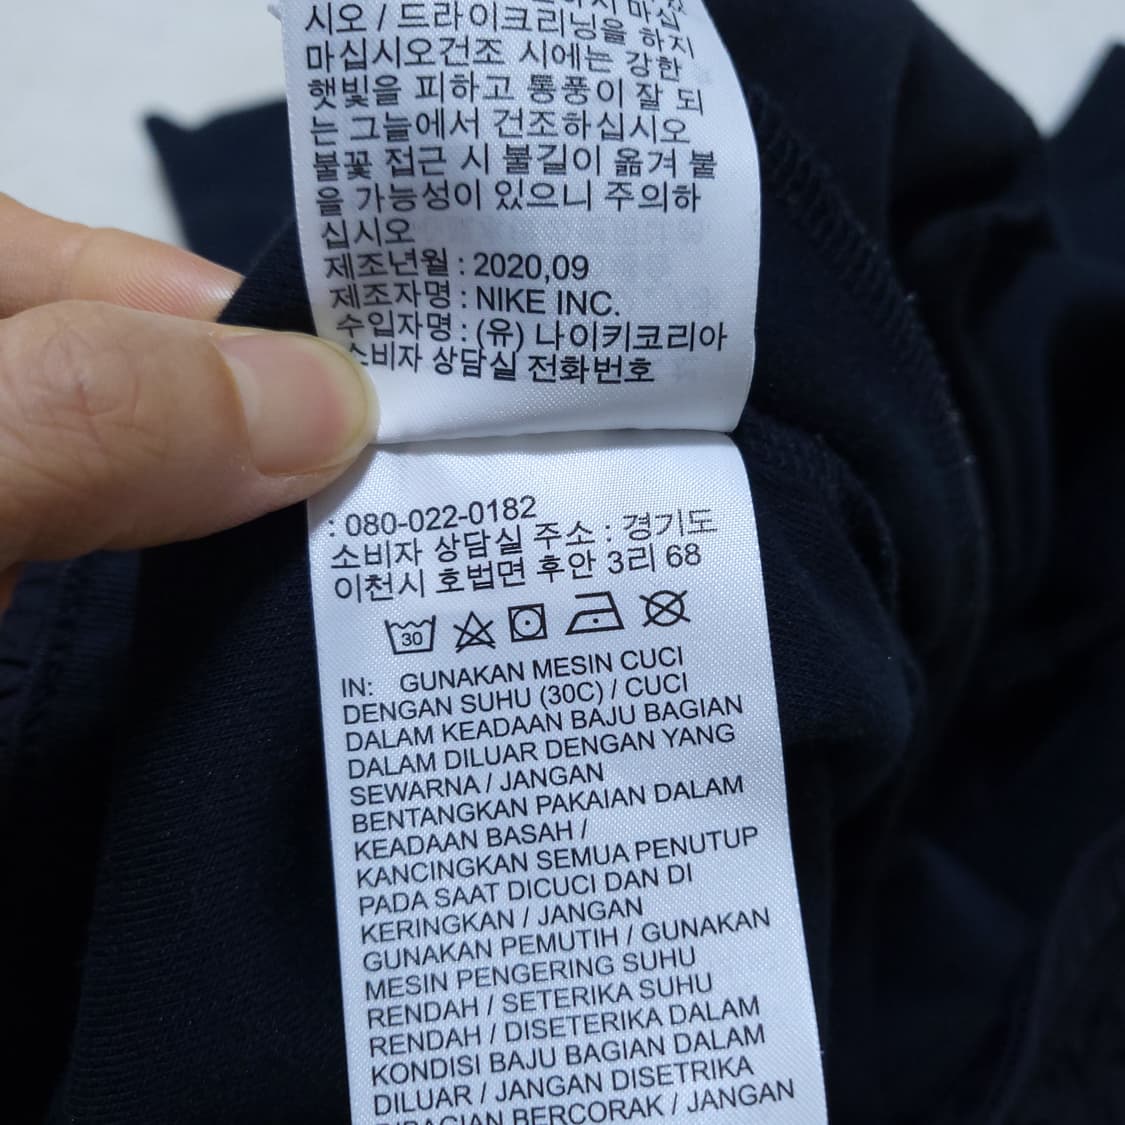 시오 / 드라이크리닝을 하지
마십시오건조 시에는 강한
햇빛을 피하고 통풍이 잘 되
는 그늘에서 건조하십시오
불꽃 접근 시 불길이 옮겨 붙
을 가능성이 있으니 주의하
십시오
제조년월 : 2020,09
제조자명 : NIKE INC.
수입자명 : (유) 나이키코리아
소비자 상담실 전화번호
: 080-022-0182
소비자 상담실 주소 : 경기도
이천시 호법면 후안 3리 68
30
IN: GUNAKAN MESIN CUCI
DENGAN SUHU (30C) / CUCI
DALAM KEADAAN BAJU BAGIAN
DALAM DILUAR DENGAN YANG
SEWARNA / JANGAN
BENTANGKAN PAKAIAN DALAM
KEADAAN BASAH /
KANCINGKAN SEMUA PENUTUP
PADA SAAT DICUCI DAN DI
KERINGKAN / JANGAN
GUNAKAN PEMUTIH / GUNAKAN
MESIN PENGERING SUHU
RENDAH / SETERIKA SUHU
RENDAH / DISETERIKA DALAM
KONDISI BAJU BAGIAN DALAM
DILUAR / JANGAN DISETRIKA
DIBAGIAN BERCORAK / JANGAN